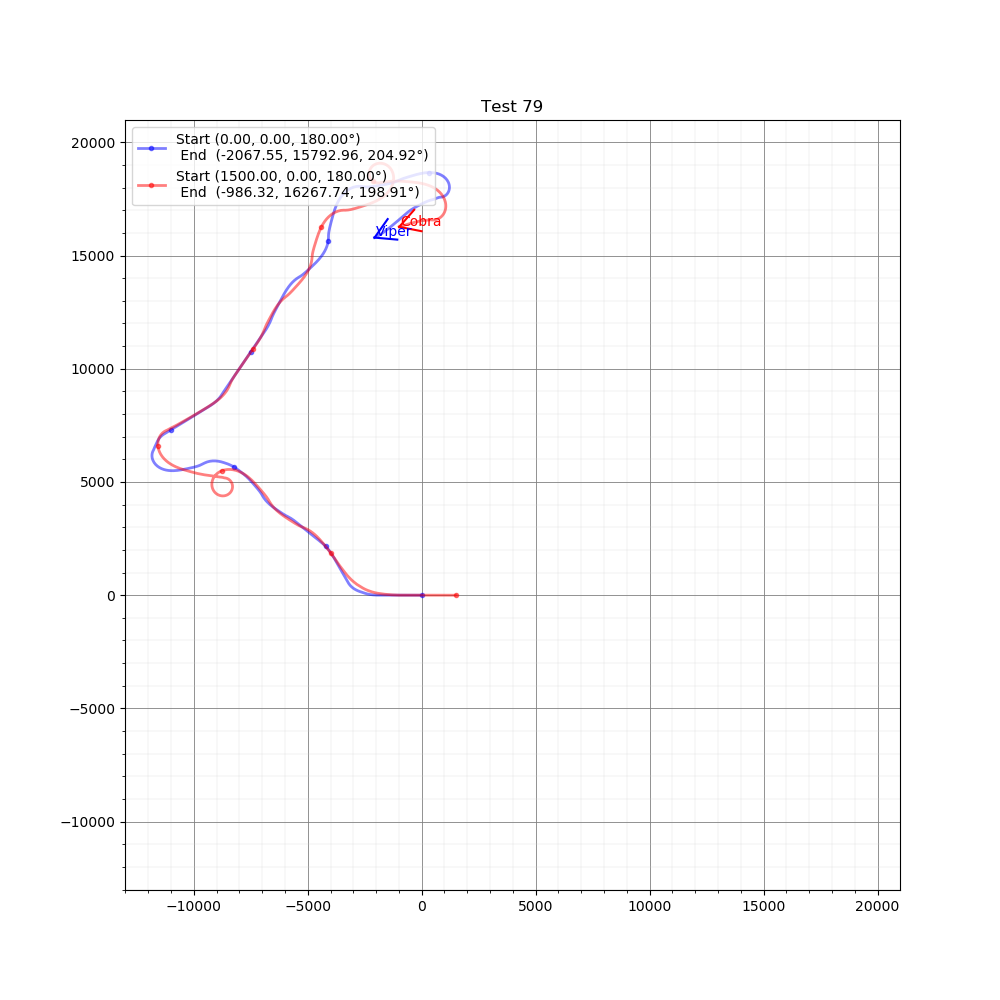 Test 79
Start (0.00, 0.00, 180.00°)
End  (-2067.55, 15792.96, 204.92°)
Start (1500.00, 0.00, 180.00°)
End  (-986.32, 16267.74, 198.91°)
Cobra
Viper
20000
15000
10000
5000
0
−5000
−10000
−10000 −5000 0 5000 10000 15000 20000